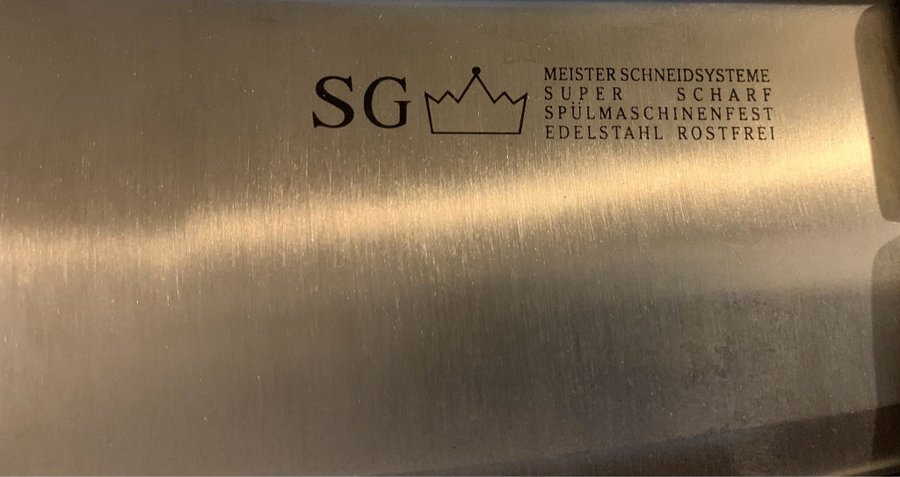 SG
MEISTER SCHNEIDSYSTEME
SUPER SCHARF
SPÜLMASCHINENFEST
EDELSTAHL ROSTFREI